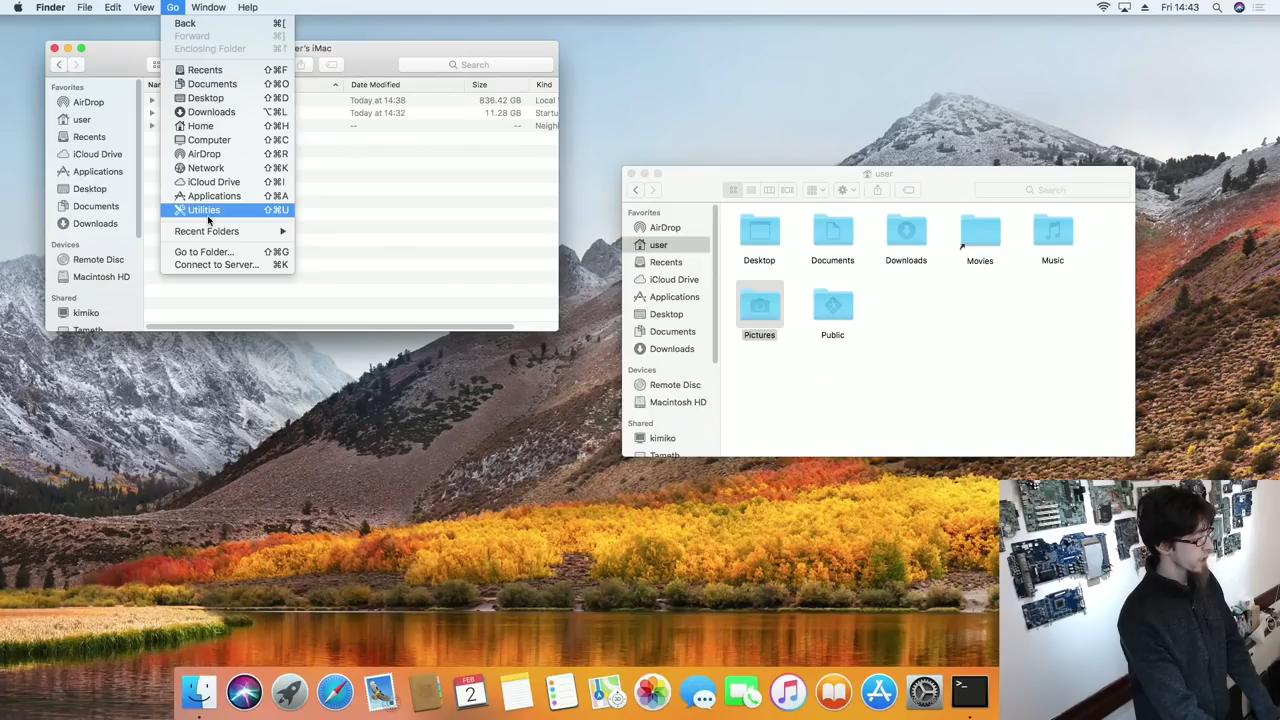 Finder File Edit View Go Window Help
Fri 14:43
Back ⌘[
Forward ⌘]
Enclosing Folder ⌘↑
Recents ⇧⌘F
Documents ⇧⌘O
Desktop ⇧⌘D
Downloads ⌥⌘L
Home ⇧⌘H
Computer ⇧⌘C
AirDrop ⇧⌘R
Network ⇧⌘K
iCloud Drive ⇧⌘I
Applications ⇧⌘A
Utilities ⇧⌘U
Recent Folders
Go to Folder... ⇧⌘G
Connect to Server... ⌘K
er's iMac
Search
Nar Date Modified Size Kind
Today at 14:38 836.42 GB Local
Today at 14:32 11.28 GB Startu
-- -- Neigh
Favorites
AirDrop
user
Recents
iCloud Drive
Applications
Desktop
Documents
Downloads
Devices
Remote Disc
Macintosh HD
Shared
kimiko
Tameth
user
Search
Favorites
AirDrop
user
Recents
iCloud Drive
Applications
Desktop
Documents
Downloads
Devices
Remote Disc
Macintosh HD
Shared
kimiko
Tameth
Desktop Documents Downloads Movies Music
Pictures Public
FEB
2
>_